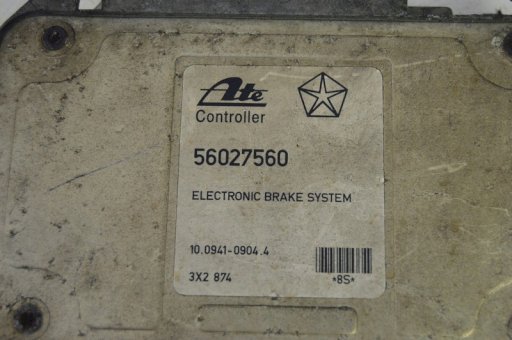 Ate
Controller
56027560
ELECTRONIC BRAKE SYSTEM
10.0941-0904.4
3X2 874
*8S*